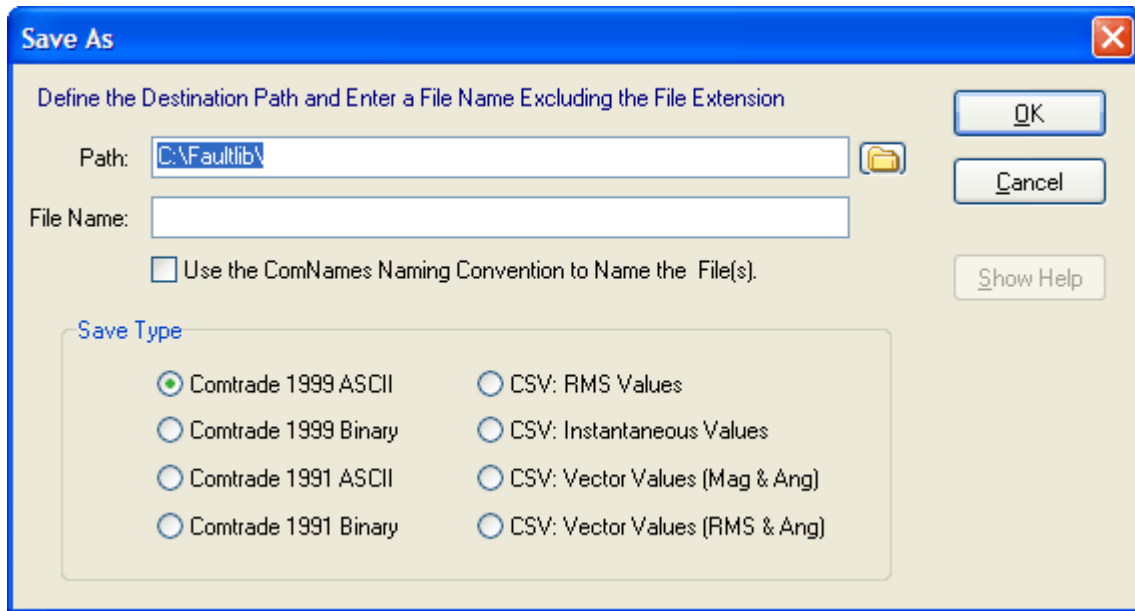 Save As
Define the Destination Path and Enter a File Name Excluding the File Extension
OK
Path: C:\Faultlib\
Cancel
File Name:
Use the ComNames Naming Convention to Name the File(s).
Show Help
Save Type
Comtrade 1999 ASCII CSV: RMS Values
Comtrade 1999 Binary CSV: Instantaneous Values
Comtrade 1991 ASCII CSV: Vector Values (Mag & Ang)
Comtrade 1991 Binary CSV: Vector Values (RMS & Ang)